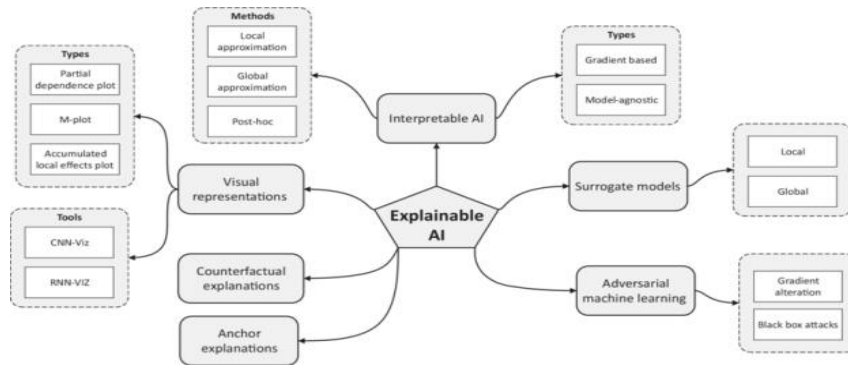 Methods
Local
approximation
Global
approximation
Post-hoc
Types
Partial
dependence plot
M-plot
Accumulated
local effects plot
Tools
CNN-Viz
RNN-VIZ
Types
Gradient based
Model-agnostic
Interpretable AI
Visual
representations
Explainable
AI
Surrogate models
Local
Global
Counterfactual
explanations
Anchor
explanations
Adversarial
machine learning
Gradient
alteration
Black box attacks